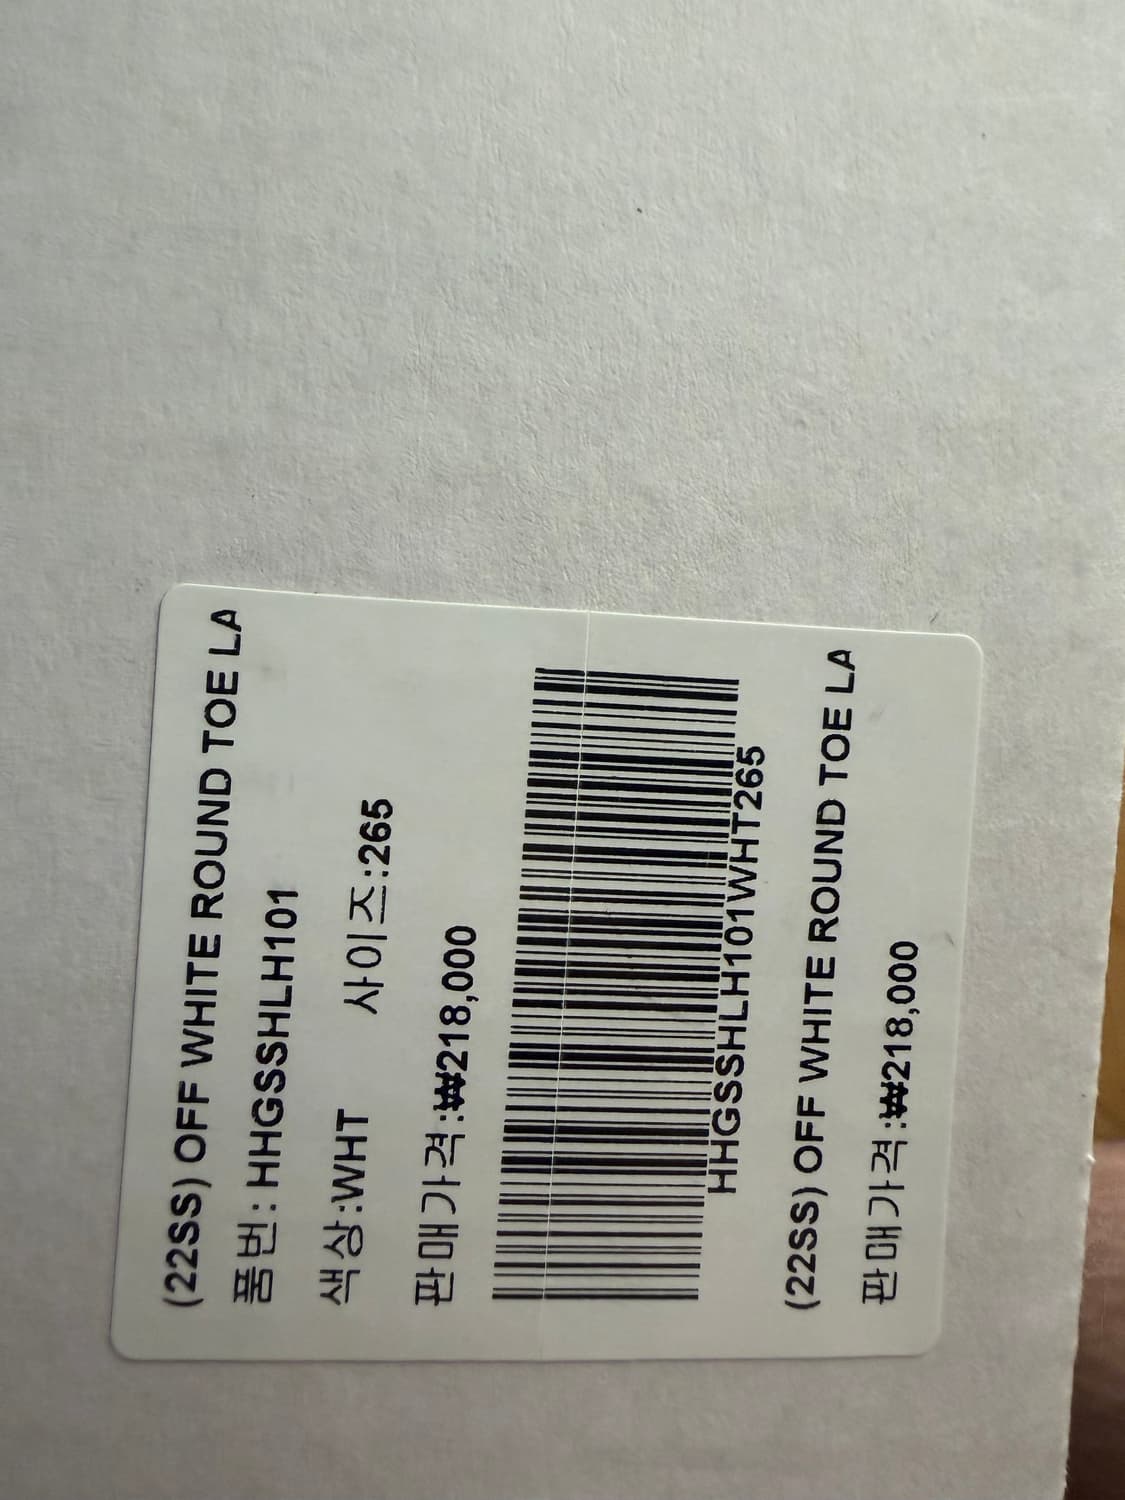 (22SS) OFF WHITE ROUND TOE LA
품번: HHGSSHLH101
색상:WHT 사이즈:265
판매가격:₩218,000
HHGSSHLH101WHT265
(22SS) OFF WHITE ROUND TOE LA
판매가격:₩218,000